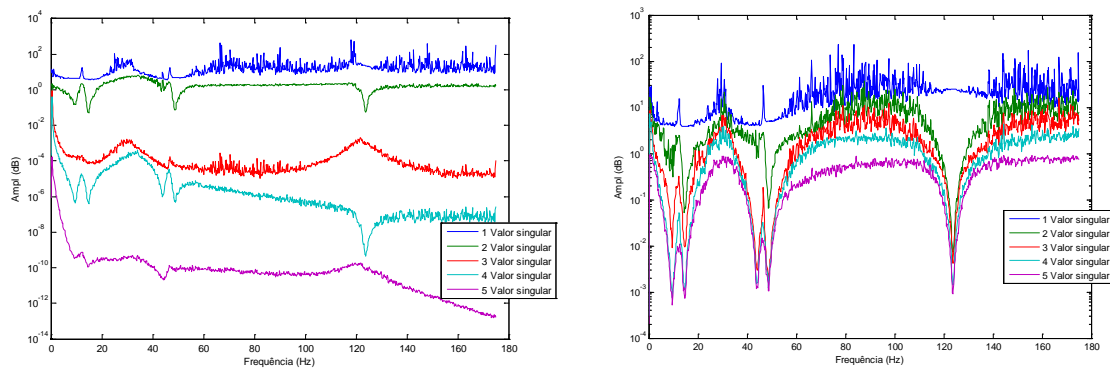 10^4
10^2
10^0
10^-2
10^-4
10^-6
10^-8
10^-10
10^-12
10^-14
Ampl (dB)
0 20 40 60 80 100 120 140 160 180
Frequência (Hz)
1 Valor singular
2 Valor singular
3 Valor singular
4 Valor singular
5 Valor singular
10^3
10^2
10^1
10^0
10^-1
10^-2
10^-3
10^-4
Ampl (dB)
0 20 40 60 80 100 120 140 160 180
Frequência (Hz)
1 Valor singular
2 Valor singular
3 Valor singular
4 Valor singular
5 Valor singular